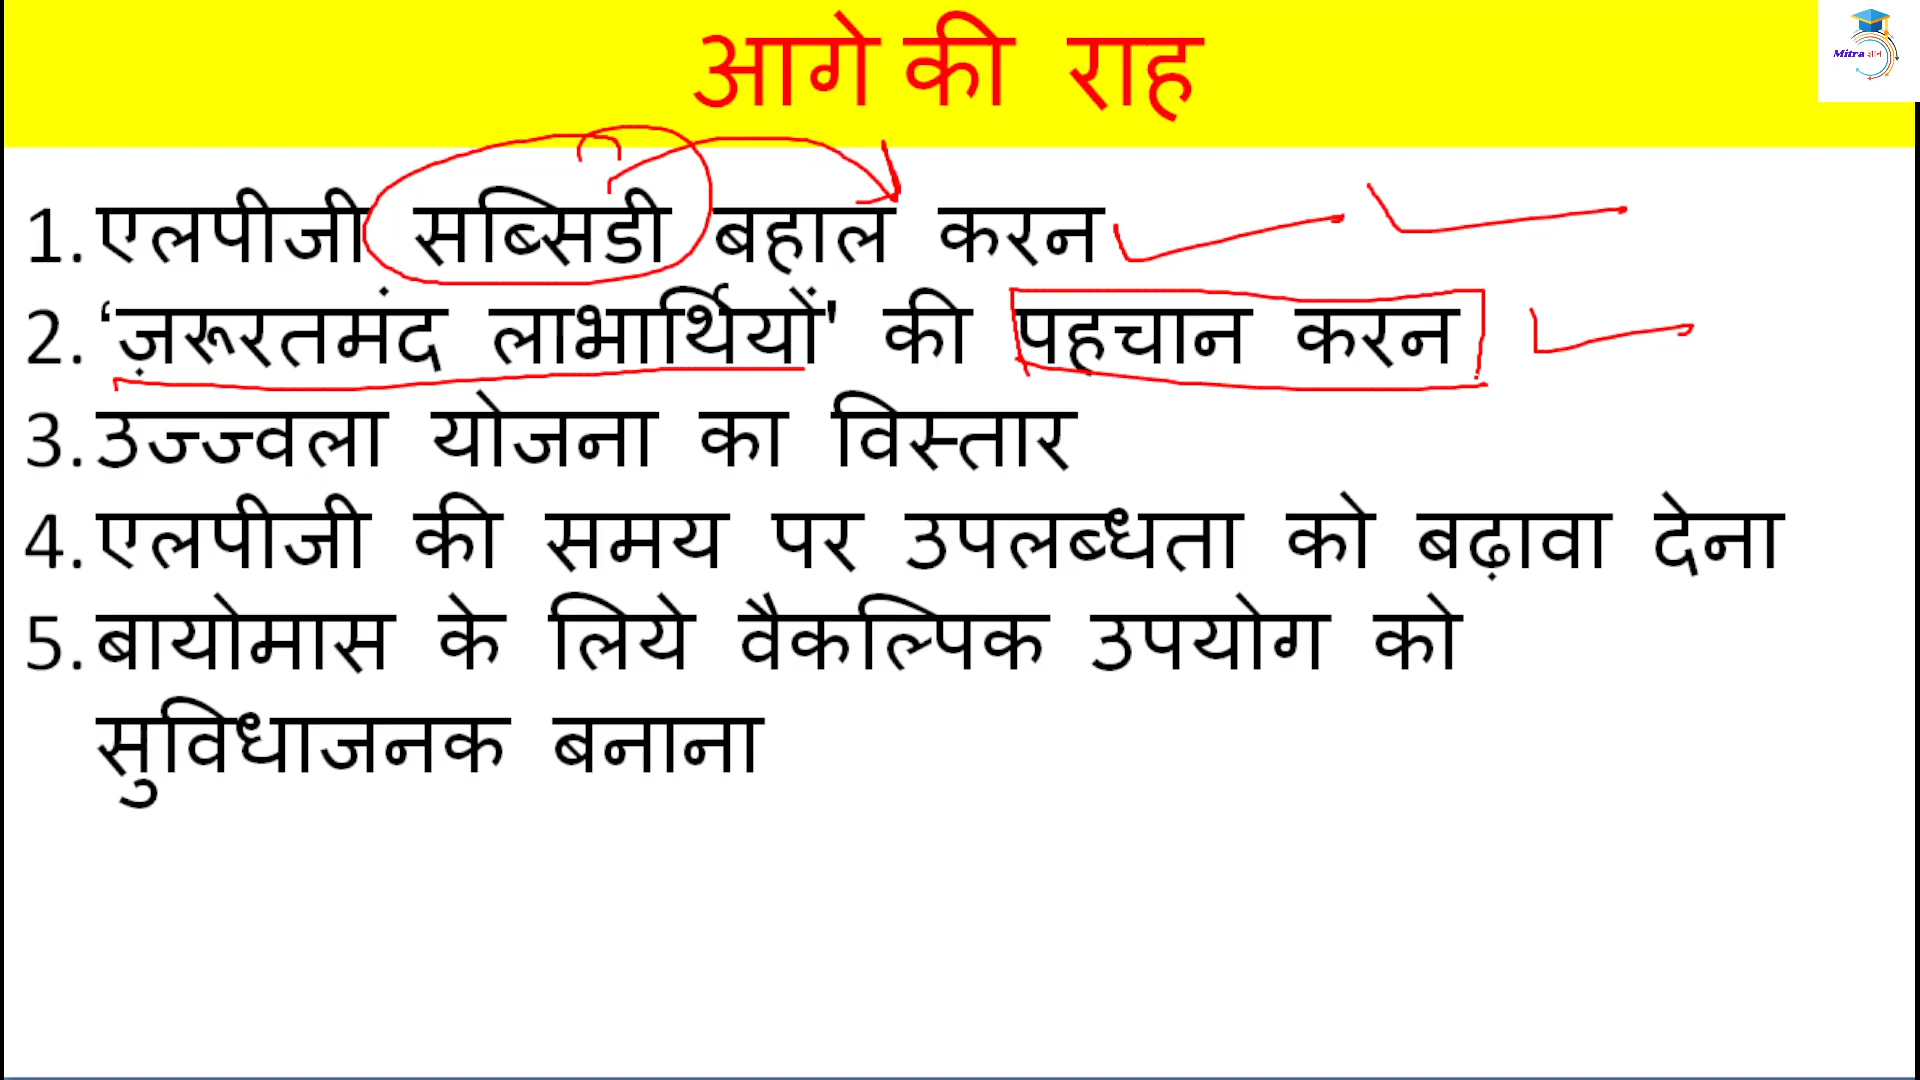 आगे की राह
Mitra ज्ञान
1. एलपीजी सब्सिडी बहाल करन
2. ‘ज़रूरतमंद लाभार्थियों' की पहचान करन
3. उज्ज्वला योजना का विस्तार
4. एलपीजी की समय पर उपलब्धता को बढ़ावा देना
5. बायोमास के लिये वैकल्पिक उपयोग को
सुविधाजनक बनाना